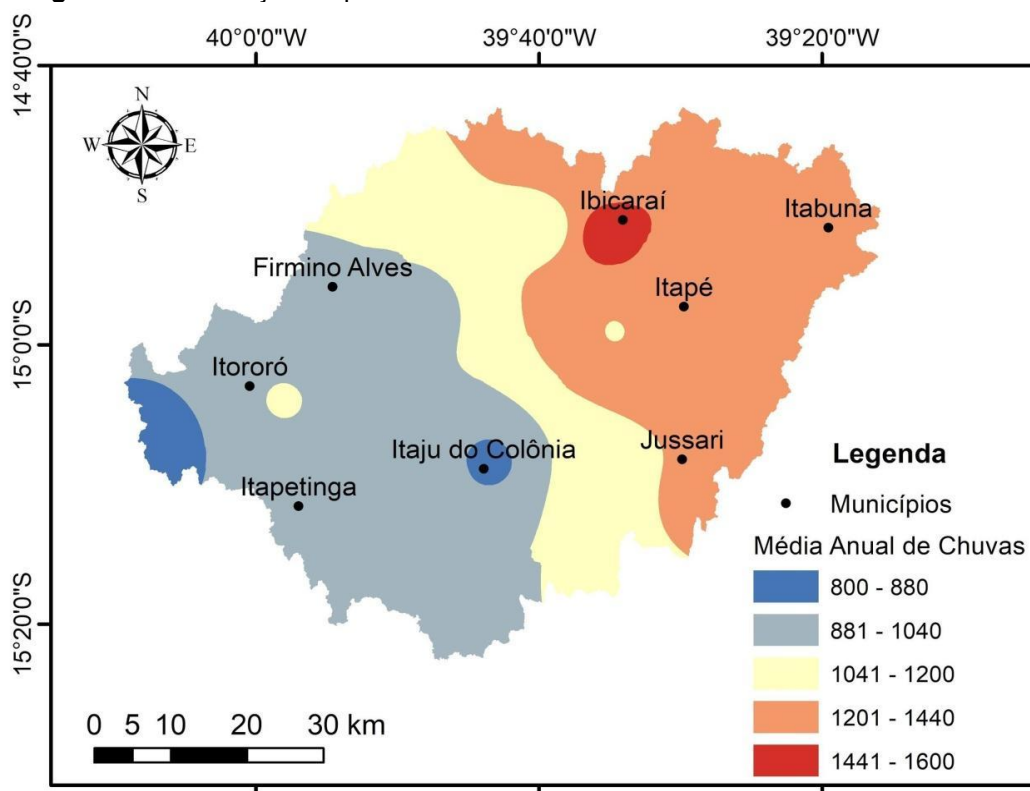 40°0'0"W
39°40'0"W
39°20'0"W
14°40'0"S
15°0'0"S
15°20'0"S
N
W E
S
Ibicaraí
Itabuna
Firmino Alves
Itapé
Itororó
Itaju do Colônia
Jussari
Itapetinga
Legenda
Municípios
Média Anual de Chuvas
800 - 880
881 - 1040
1041 - 1200
1201 - 1440
1441 - 1600
0 5 10 20 30 km